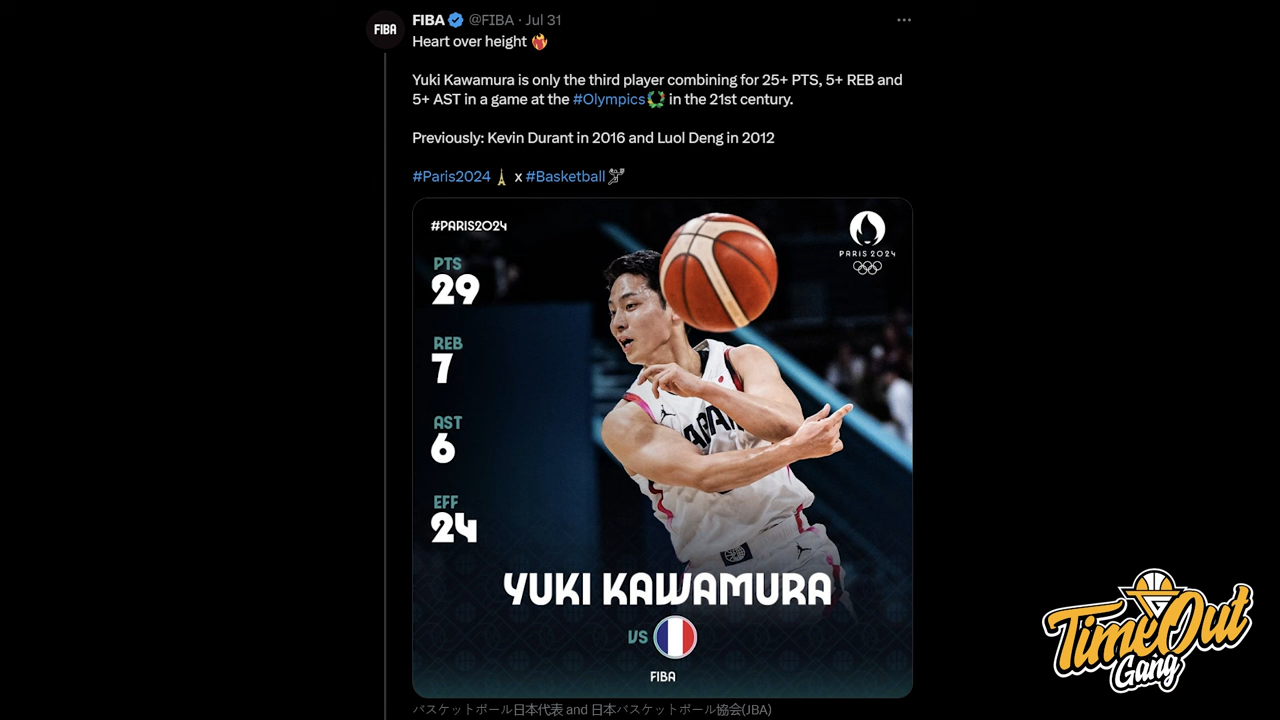 FIBA
FIBA @FIBA · Jul 31
Heart over height
Yuki Kawamura is only the third player combining for 25+ PTS, 5+ REB and
5+ AST in a game at the #Olympics in the 21st century.
Previously: Kevin Durant in 2016 and Luol Deng in 2012
#Paris2024 x #Basketball
#PARIS2024
PARIS 2024
PTS
29
REB
7
AST
6
EFF
24
JAPAN
YUKI KAWAMURA
VS
FIBA
バスケットボール日本代表 and 日本バスケットボール協会(JBA)
TimeOut
Gang